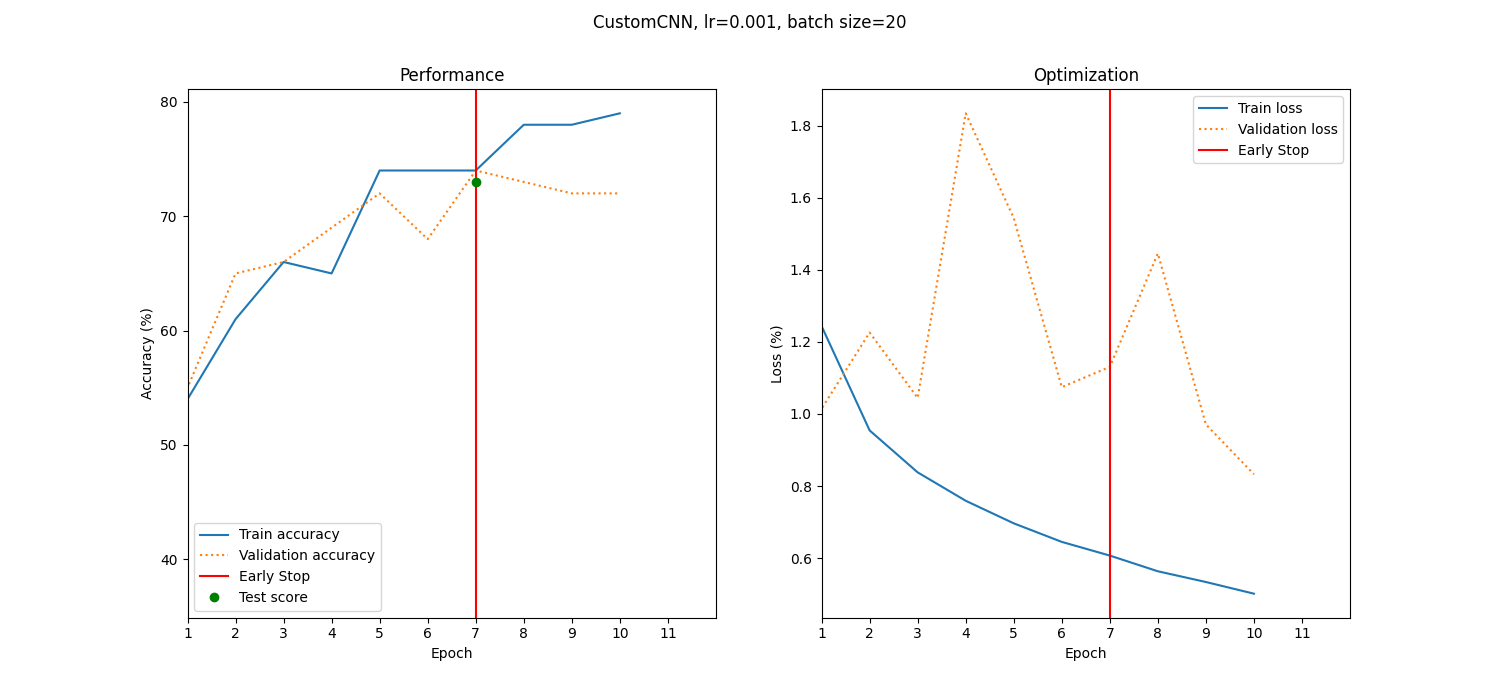 CustomCNN, lr=0.001, batch size=20
Performance
80
70
60
50
40
Accuracy (%)
Train accuracy
Validation accuracy
Early Stop
Test score
1 2 3 4 5 6 7 8 9 10 11
Epoch
Optimization
1.8
1.6
1.4
1.2
1.0
0.8
0.6
Loss (%)
Train loss
Validation loss
Early Stop
1 2 3 4 5 6 7 8 9 10 11
Epoch